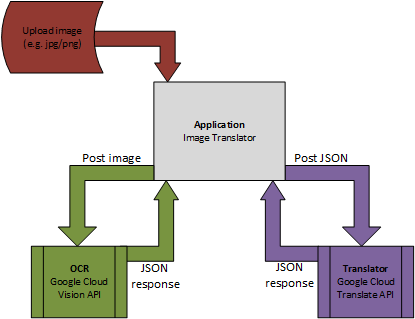 Upload image
(e.g. jpg/png)
Application
Image Translator
Post image
Post JSON
OCR
Google Cloud
Vision API
JSON
response
JSON
response
Translator
Google Cloud
Translate API